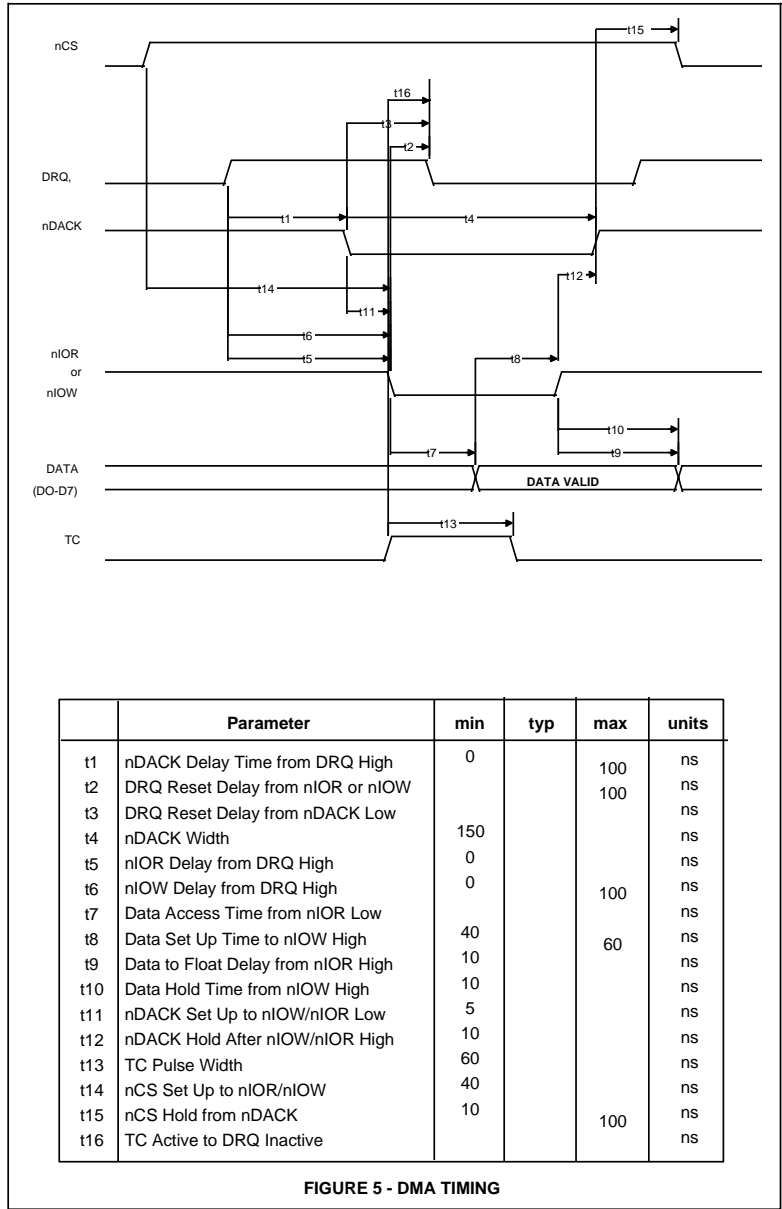 t15
nCS
t16
t3
t2
DRQ,
t1
t4
nDACK
t12
t14
t11
t6
nIOR
t5
t8
or
nIOW
t10
t7
t9
DATA
DATA VALID
(DO-D7)
t13
TC
Parameter min typ max units
t1 nDACK Delay Time from DRQ High 0 100 ns
t2 DRQ Reset Delay from nIOR or nIOW 100 ns
t3 DRQ Reset Delay from nDACK Low ns
t4 nDACK Width 150 ns
t5 nIOR Delay from DRQ High 0 ns
t6 nIOW Delay from DRQ High 0 100 ns
t7 Data Access Time from nIOR Low ns
t8 Data Set Up Time to nIOW High 40 60 ns
t9 Data to Float Delay from nIOR High 10 ns
t10 Data Hold Time from nIOW High 10 ns
t11 nDACK Set Up to nIOW/nIOR Low 5 ns
t12 nDACK Hold After nIOW/nIOR High 10 ns
t13 TC Pulse Width 60 ns
t14 nCS Set Up to nIOR/nIOW 40 ns
t15 nCS Hold from nDACK 10 100 ns
t16 TC Active to DRQ Inactive ns
FIGURE 5 - DMA TIMING